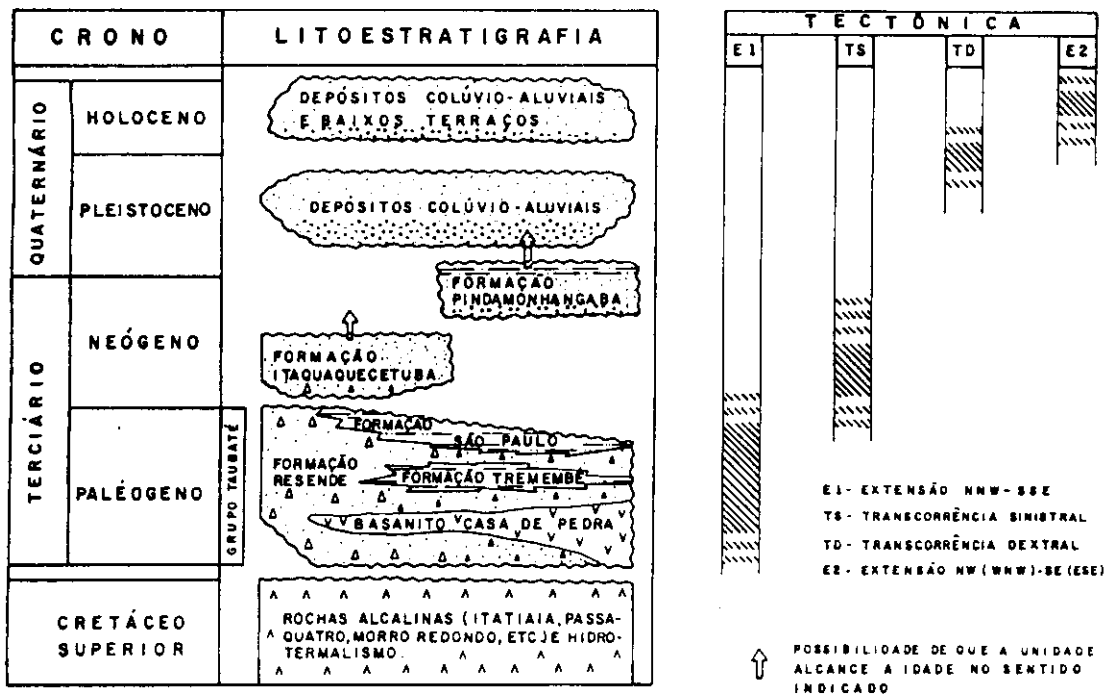 CRONO
LITOESTRATIGRAFIA
QUATERNÁRIO
HOLOCENO
DEPÓSITOS COLÚVIO-ALUVIAIS
E BAIXOS TERRAÇOS
PLEISTOCENO
DEPÓSITOS COLÚVIO-ALUVIAIS
TERCIÁRIO
NEÓGENO
FORMAÇÃO
PINDAMONHANGABA
FORMAÇÃO
ITAQUAQUECETUBA
PALÉOGENO
GRUPO TAUBATÉ
FORMAÇÃO
SÃO PAULO
FORMAÇÃO
RESENDE
FORMAÇÃO TREMEMBÉ
BASANITO CASA DE PEDRA
CRETÁCEO
SUPERIOR
ROCHAS ALCALINAS (ITATIAIA, PASSA-
QUATRO, MORRO REDONDO, ETC) E HIDRO-
TERMALISMO.
TECTÔNICA
E1
TS
TD
E2
E1- EXTENSÃO NNW-SSE
TS- TRANSCORRÊNCIA SINISTRAL
TD- TRANSCORRÊNCIA DEXTRAL
E2- EXTENSÃO NW(WNW)-SE(ESE)
POSSIBILIDADE DE QUE A UNIDADE
ALCANCE A IDADE NO SENTIDO
INDICADO